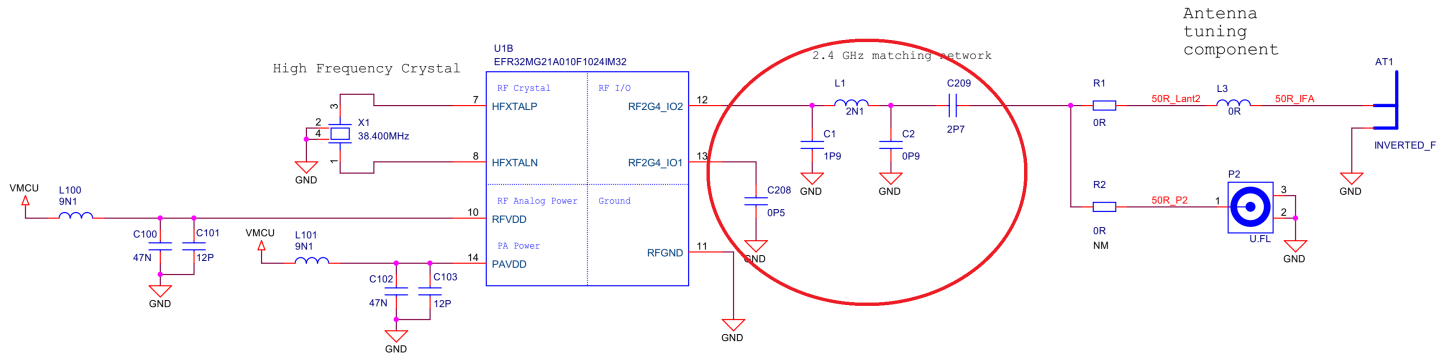 Antenna
tuning
component
U1B
EFR32MG21A010F1024IM32
2.4 GHz matching network
High Frequency Crystal
AT1
RF Crystal
RF I/O
L1
C209
R1
L3
3
7
HFXTALP
RF2G4_IO2
12
50R_Lant2
50R_IFA
2
4
X1
38.400MHz
2N1
2P7
0R
0R
C1
1P9
C2
0P9
INVERTED_F
1
8
HFXTALN
RF2G4_IO1
13
GND
GND
GND
GND
VMCU
L100
9N1
RF Analog Power
Ground
C208
0P5
R2
50R_P2
P2
1
3
2
10
RFVDD
0R
NM
U.FL
C100
47N
C101
12P
VMCU
L101
9N1
PA Power
14
PAVDD
RFGND
11
GND
GND
C102
47N
C103
12P
GND
GND
GND